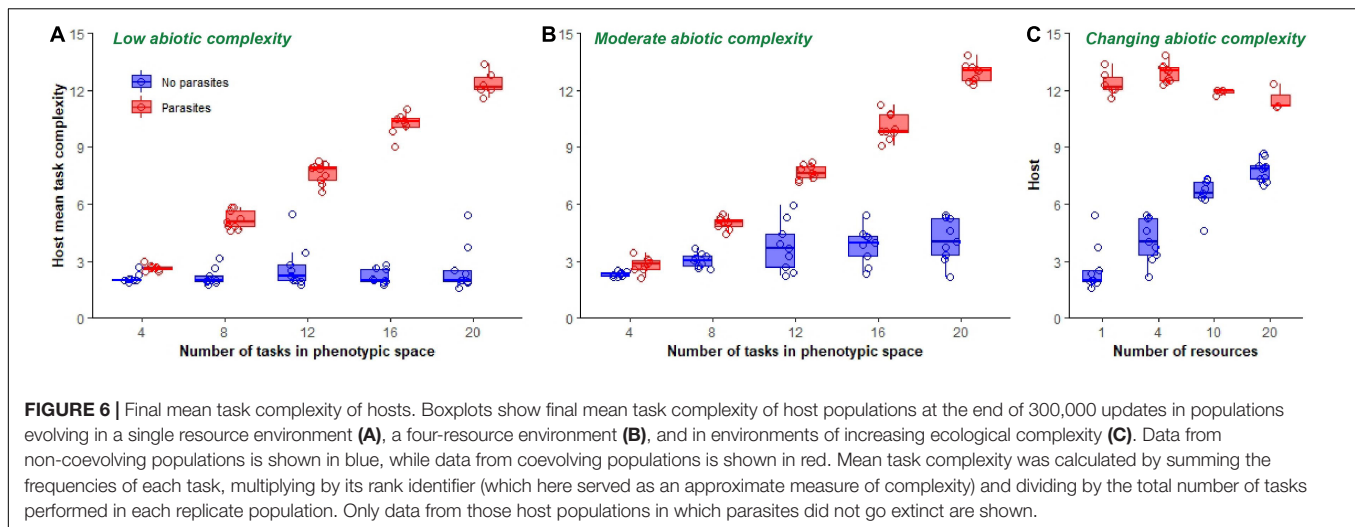 A Low abiotic complexity
B Moderate abiotic complexity
C Changing abiotic complexity
No parasites
Parasites
Host mean task complexity
15
12
9
6
3
0
4 8 12 16 20
Number of tasks in phenotypic space
15
12
9
6
3
0
4 8 12 16 20
Number of tasks in phenotypic space
Host
15
12
9
6
3
0
1 4 10 20
Number of resources
FIGURE 6 | Final mean task complexity of hosts. Boxplots show final mean task complexity of host populations at the end of 300,000 updates in populations
evolving in a single resource environment (A), a four-resource environment (B), and in environments of increasing ecological complexity (C). Data from
non-coevolving populations is shown in blue, while data from coevolving populations is shown in red. Mean task complexity was calculated by summing the
frequencies of each task, multiplying by its rank identifier (which here served as an approximate measure of complexity) and dividing by the total number of tasks
performed in each replicate population. Only data from those host populations in which parasites did not go extinct are shown.